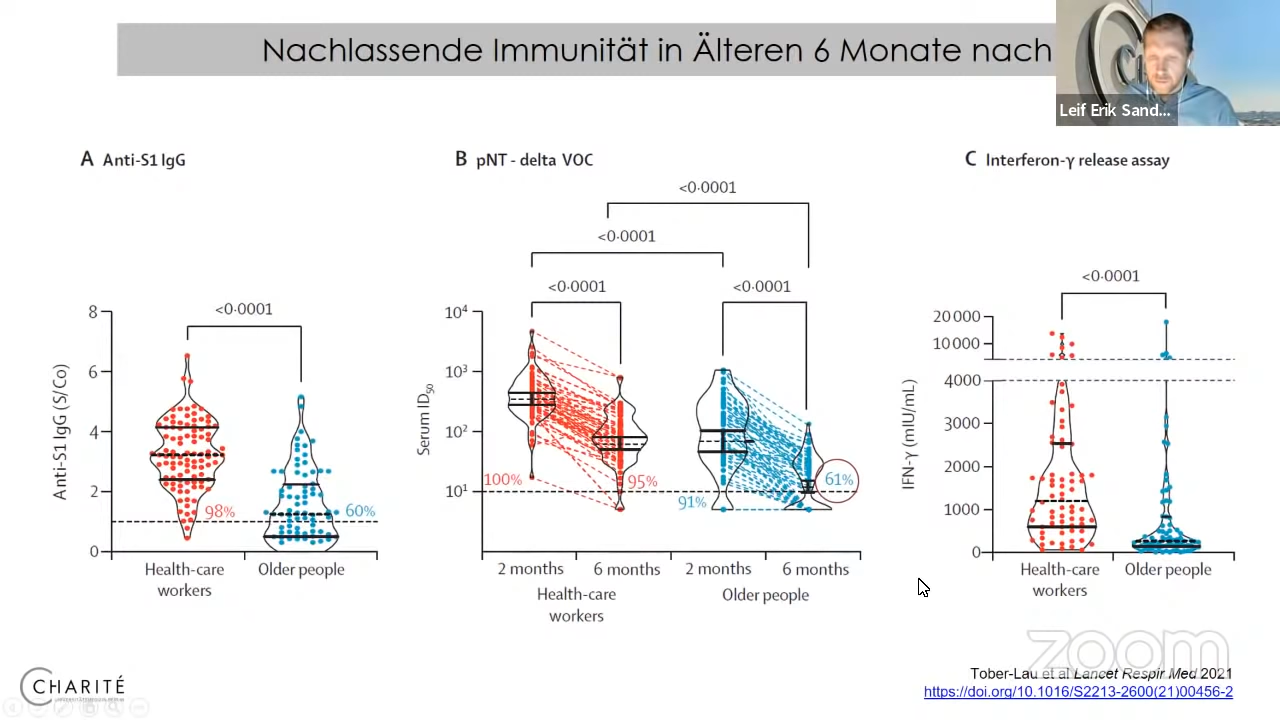 Nachlassende Immunität in Älteren 6 Monate nach
Leif Erik Sand...
A Anti-S1 IgG
B pNT - delta VOC
C Interferon-γ release assay
<0·0001
<0·0001
<0·0001
<0·0001
<0·0001
<0·0001
Anti-S1 IgG (S/Co)
8
6
4
2
0
98%
60%
Health-care workers
Older people
Serum ID50
10⁴
10³
10²
10¹
100%
95%
91%
61%
2 months
6 months
2 months
6 months
Health-care workers
Older people
IFN-γ (mIU/mL)
20 000
10 000
4000
3000
2000
1000
0
Health-care workers
Older people
zoom
CHARITÉ
Tober-Lau et al Lancet Respir Med 2021
https://doi.org/10.1016/S2213-2600(21)00456-2